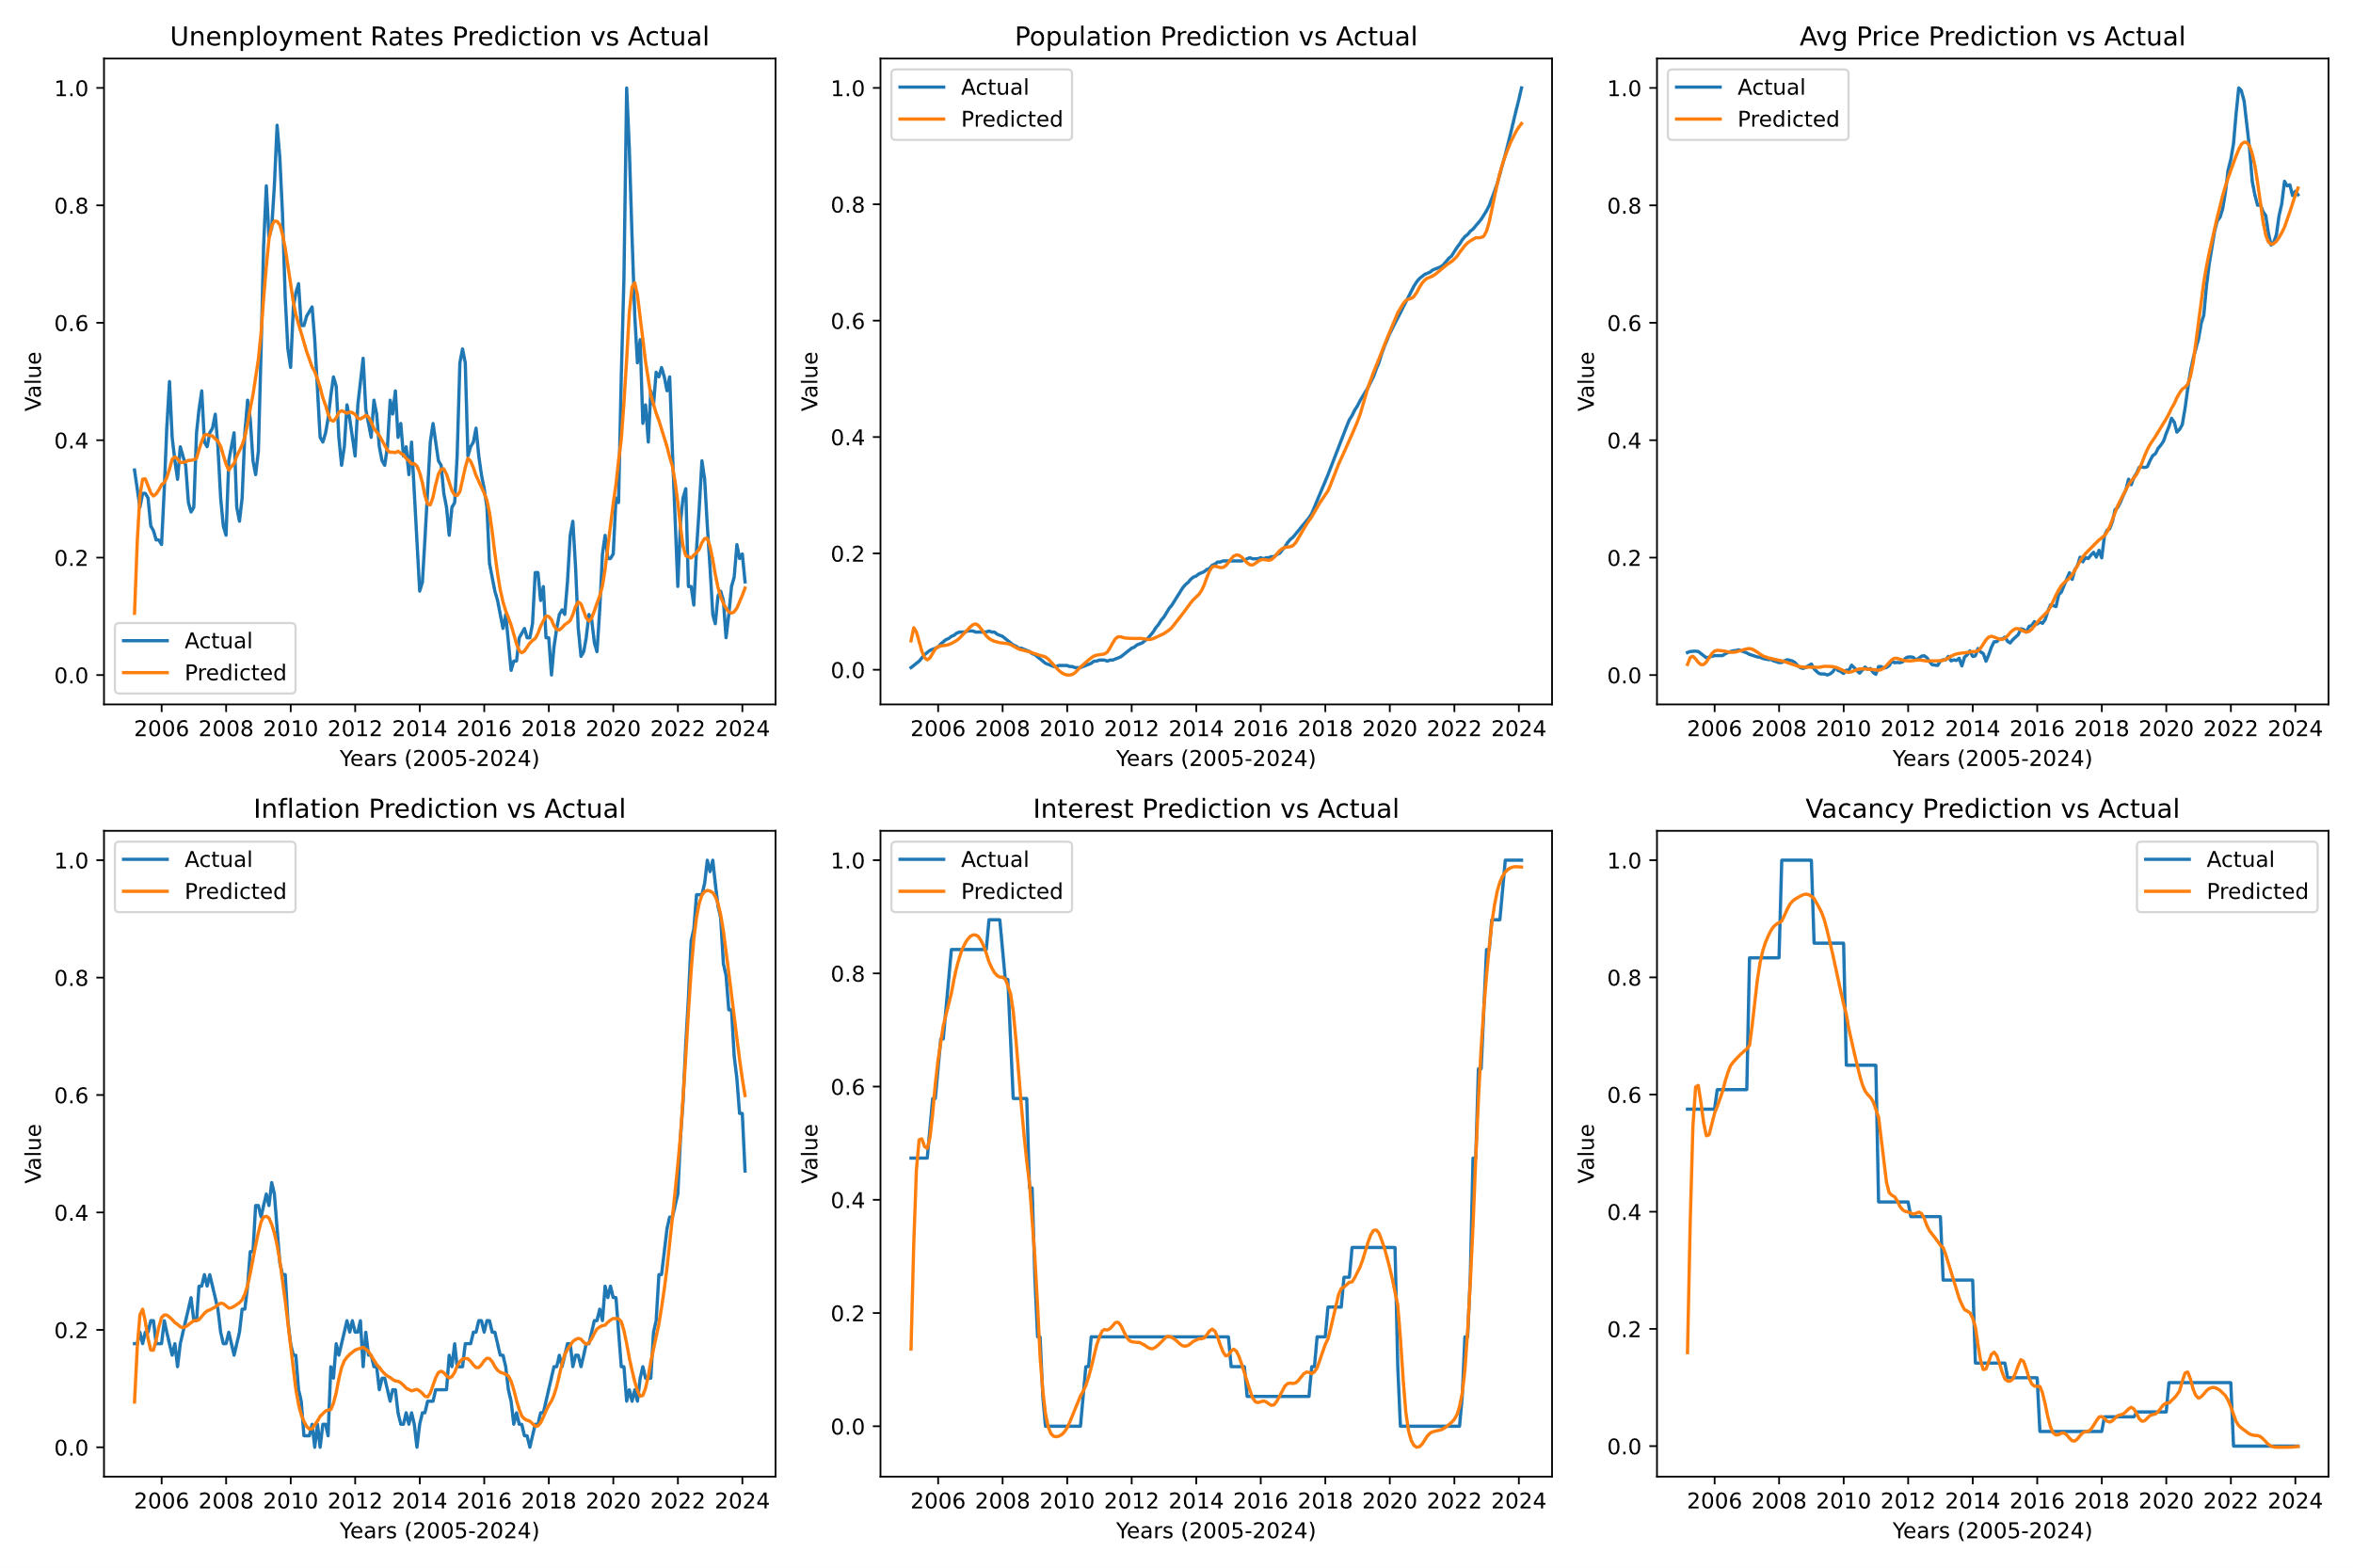 Unenployment Rates Prediction vs Actual
Value
1.0
0.8
0.6
0.4
0.2
0.0
Actual
Predicted
2006 2008 2010 2012 2014 2016 2018 2020 2022 2024
Years (2005-2024)
Population Prediction vs Actual
Value
1.0
0.8
0.6
0.4
0.2
0.0
Actual
Predicted
2006 2008 2010 2012 2014 2016 2018 2020 2022 2024
Years (2005-2024)
Avg Price Prediction vs Actual
Value
1.0
0.8
0.6
0.4
0.2
0.0
Actual
Predicted
2006 2008 2010 2012 2014 2016 2018 2020 2022 2024
Years (2005-2024)
Inflation Prediction vs Actual
Value
1.0
0.8
0.6
0.4
0.2
0.0
Actual
Predicted
2006 2008 2010 2012 2014 2016 2018 2020 2022 2024
Years (2005-2024)
Interest Prediction vs Actual
Value
1.0
0.8
0.6
0.4
0.2
0.0
Actual
Predicted
2006 2008 2010 2012 2014 2016 2018 2020 2022 2024
Years (2005-2024)
Vacancy Prediction vs Actual
Value
1.0
0.8
0.6
0.4
0.2
0.0
Actual
Predicted
2006 2008 2010 2012 2014 2016 2018 2020 2022 2024
Years (2005-2024)